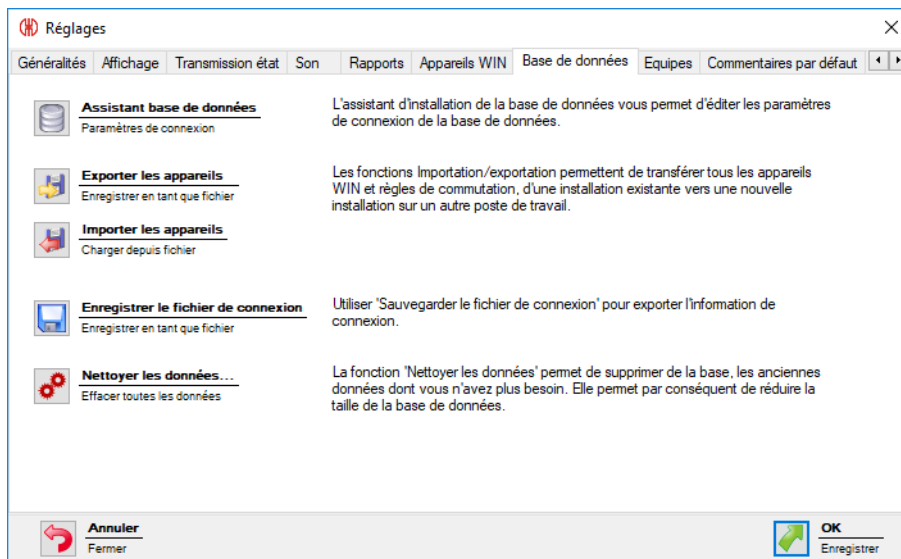 Réglages
Généralités Affichage Transmission état Son Rapports Appareils WIN Base de données Equipes Commentaires par défaut
Assistant base de données
Paramètres de connexion
L'assistant d'installation de la base de données vous permet d'éditer les paramètres
de connexion de la base de données.
Exporter les appareils
Enregistrer en tant que fichier
Les fonctions Importation/exportation permettent de transférer tous les appareils
WIN et règles de commutation, d'une installation existante vers une nouvelle
installation sur un autre poste de travail.
Importer les appareils
Charger depuis fichier
Enregistrer le fichier de connexion
Enregistrer en tant que fichier
Utiliser 'Sauvegarder le fichier de connexion' pour exporter l'information de
connexion.
Nettoyer les données...
Effacer toutes les données
La fonction 'Nettoyer les données' permet de supprimer de la base, les anciennes
données dont vous n'avez plus besoin. Elle permet par conséquent de réduire la
taille de la base de données.
Annuler
Fermer
OK
Enregistrer